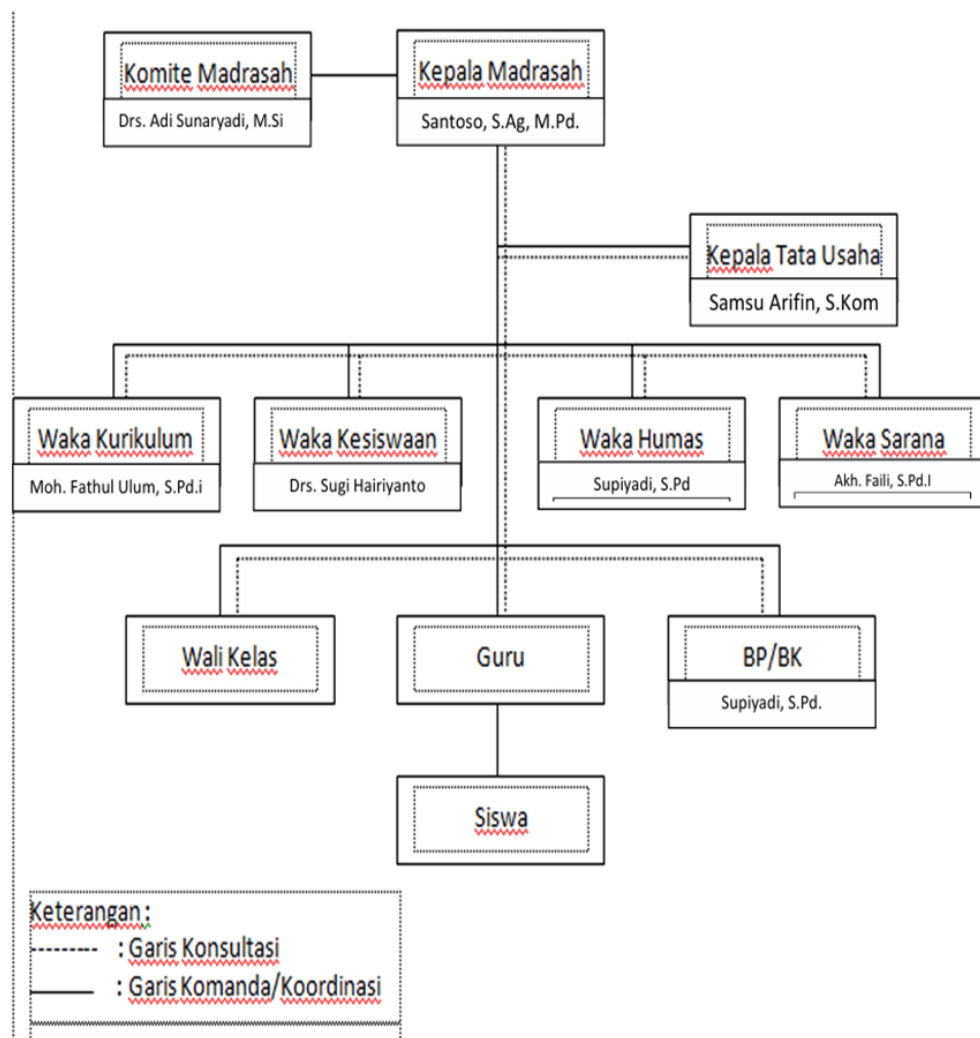 Komite Madrasah
Drs. Adi Sunaryadi, M.Si
Kepala Madrasah
Santoso, S.Ag, M.Pd.
Kepala Tata Usaha
Samsu Arifin, S.Kom
Waka Kurikulum
Moh. Fathul Ulum, S.Pd.i
Waka Kesiswaan
Drs. Sugi Hairiyanto
Waka Humas
Supiyadi, S.Pd
Waka Sarana
Akh. Faili, S.Pd.I
Wali Kelas
Guru
BP/BK
Supiyadi, S.Pd.
Siswa
Keterangan :
: Garis Konsultasi
: Garis Komanda/Koordinasi